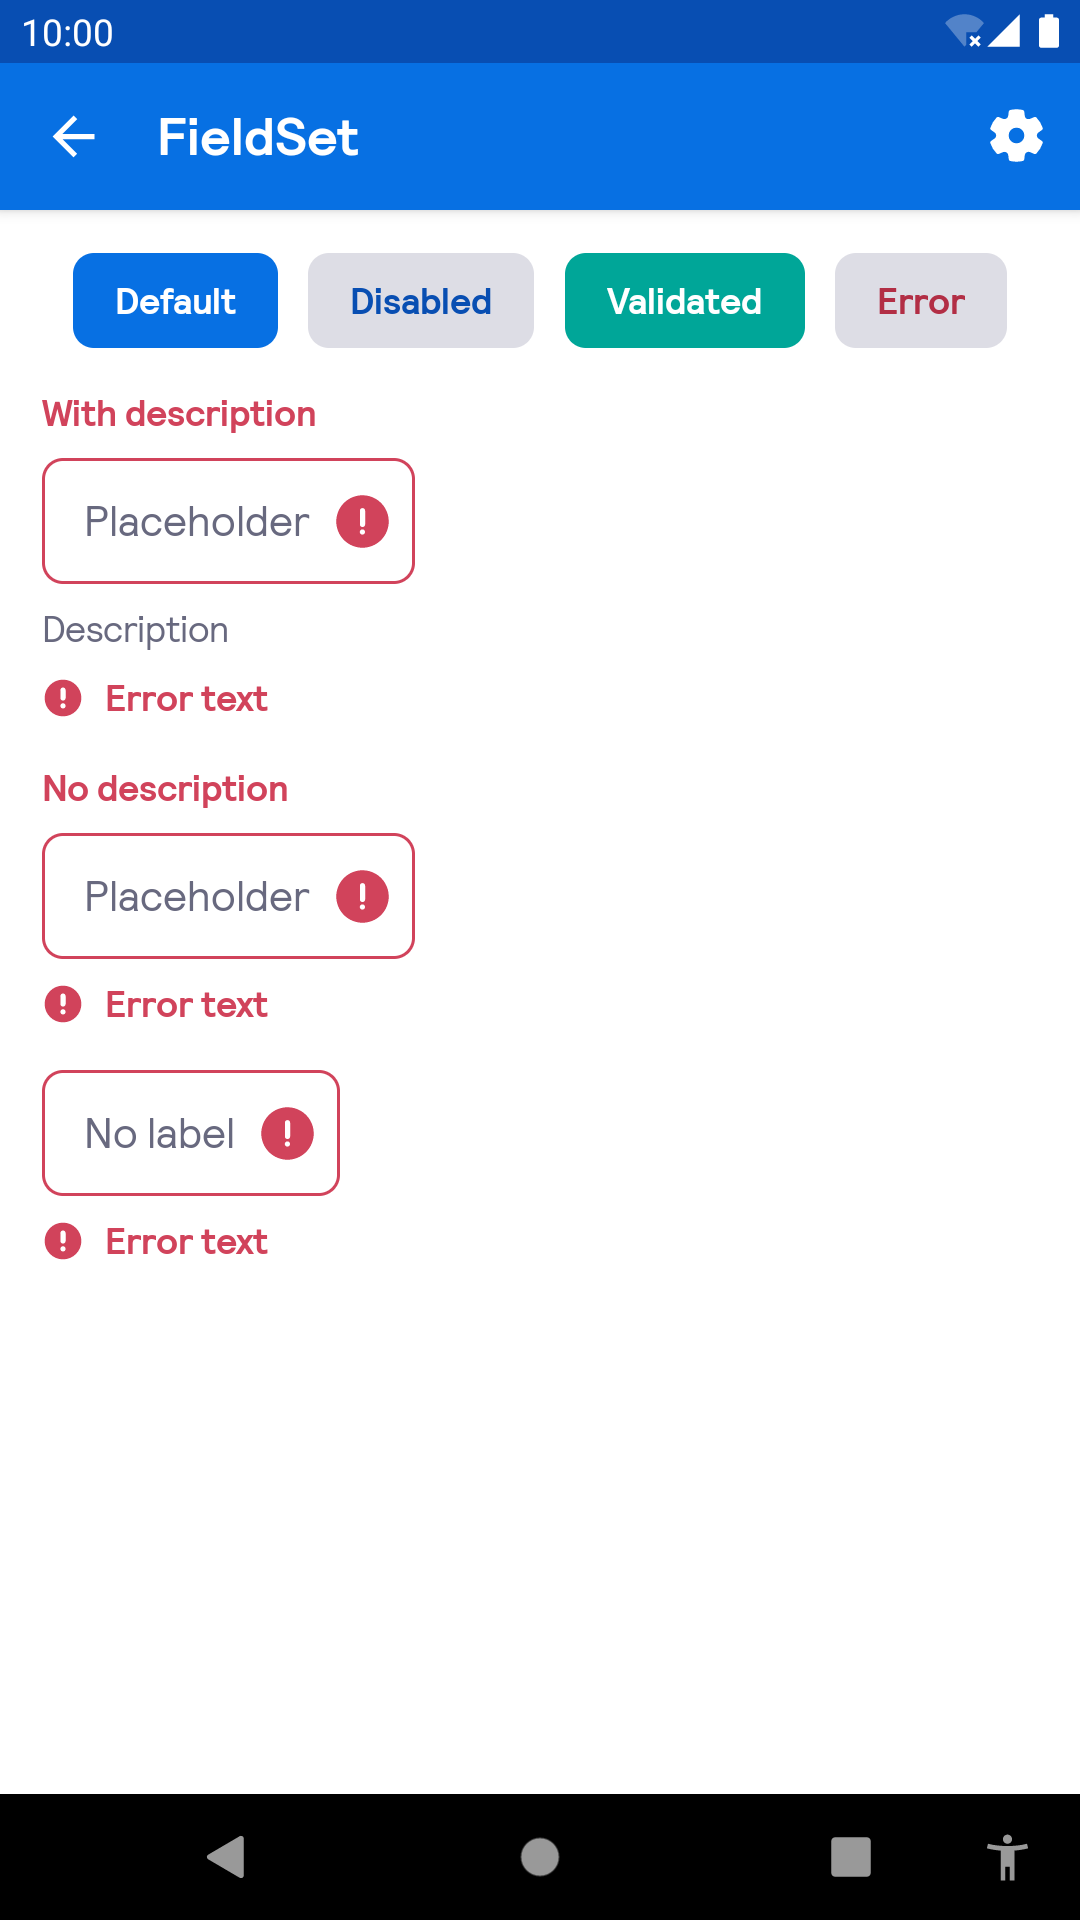 10:00
FieldSet
Default Disabled Validated Error
With description
Placeholder
Description
Error text
No description
Placeholder
Error text
No label
Error text